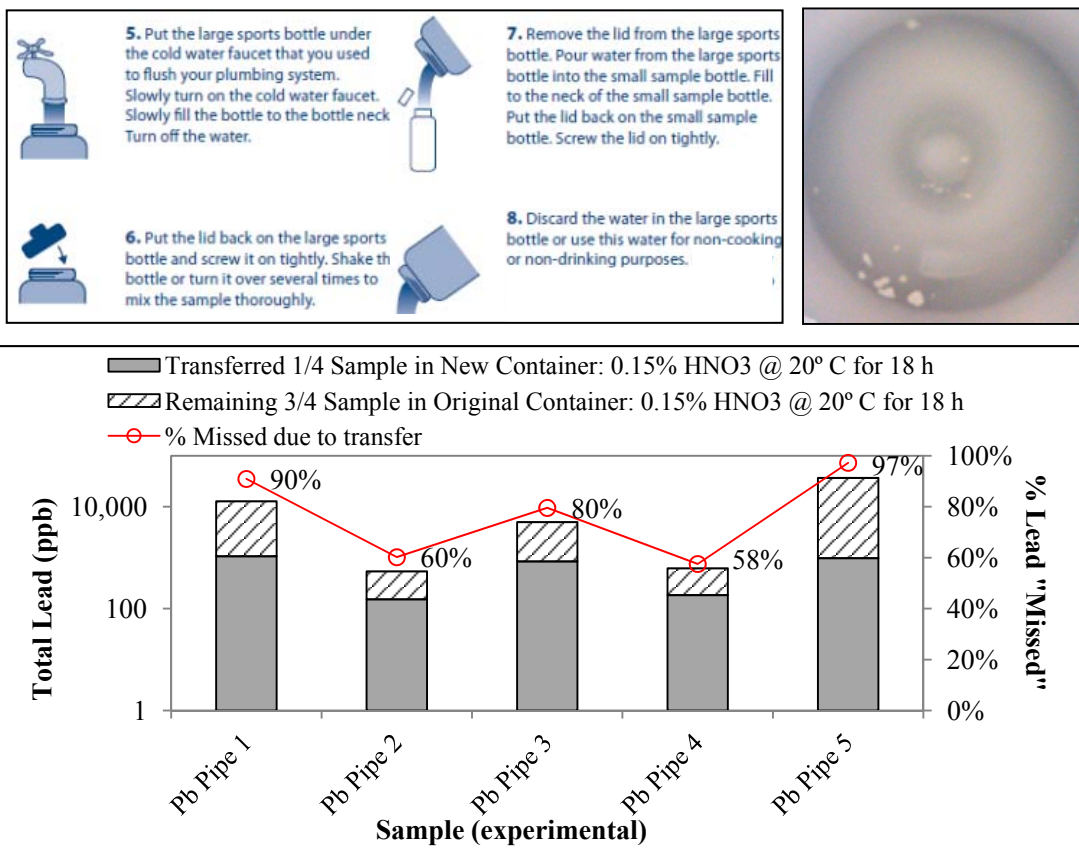 5. Put the large sports bottle under
the cold water faucet that you used
to flush your plumbing system.
Slowly turn on the cold water faucet.
Slowly fill the bottle to the bottle neck
Turn off the water.
6. Put the lid back on the large sports
bottle and screw it on tightly. Shake th
bottle or turn it over several times to
mix the sample thoroughly.
7. Remove the lid from the large sports
bottle. Pour water from the large sports
bottle into the small sample bottle. Fill
to the neck of the small sample bottle.
Put the lid back on the small sample
bottle. Screw the lid on tightly.
8. Discard the water in the large sports
bottle or use this water for non-cooking
or non-drinking purposes.
Transferred 1/4 Sample in New Container: 0.15% HNO3 @ 20º C for 18 h
Remaining 3/4 Sample in Original Container: 0.15% HNO3 @ 20º C for 18 h
% Missed due to transfer
Total Lead (ppb)
10,000
100
1
90%
60%
80%
58%
97%
100%
80%
60%
40%
20%
0%
% Lead "Missed"
Pb Pipe 1
Pb Pipe 2
Pb Pipe 3
Pb Pipe 4
Pb Pipe 5
Sample (experimental)